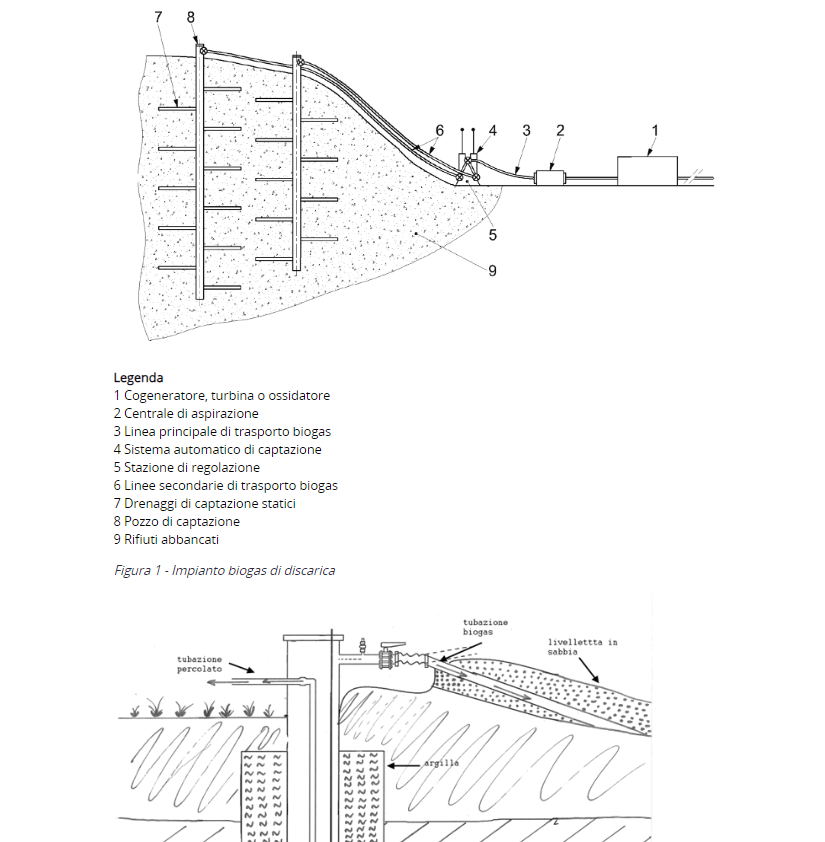 7 8
6 4 3 2 1
5
9
Legenda
1 Cogeneratore, turbina o ossidatore
2 Centrale di aspirazione
3 Linea principale di trasporto biogas
4 Sistema automatico di captazione
5 Stazione di regolazione
6 Linee secondarie di trasporto biogas
7 Drenaggi di captazione statici
8 Pozzo di captazione
9 Rifiuti abbancati
Figura 1 - Impianto biogas di discarica
tubazione
biogas
livellettta in
sabbia
tubazione
percolato
argilla